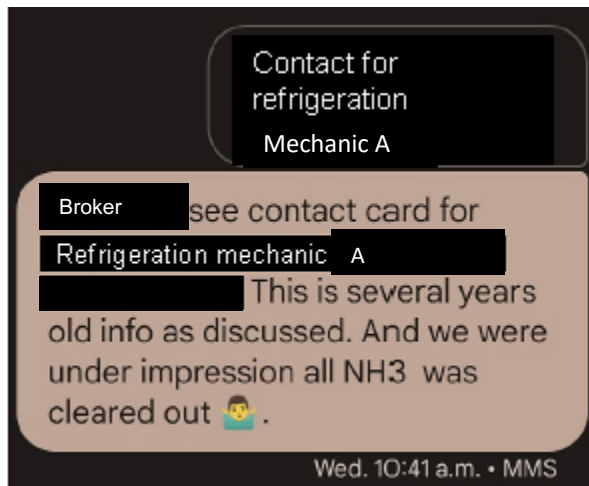 Contact for
refrigeration
Mechanic A
Broker see contact card for
Refrigeration mechanic A
This is several years
old info as discussed. And we were
under impression all NH3 was
cleared out 🤷‍♂️.
Wed. 10:41 a.m. • MMS